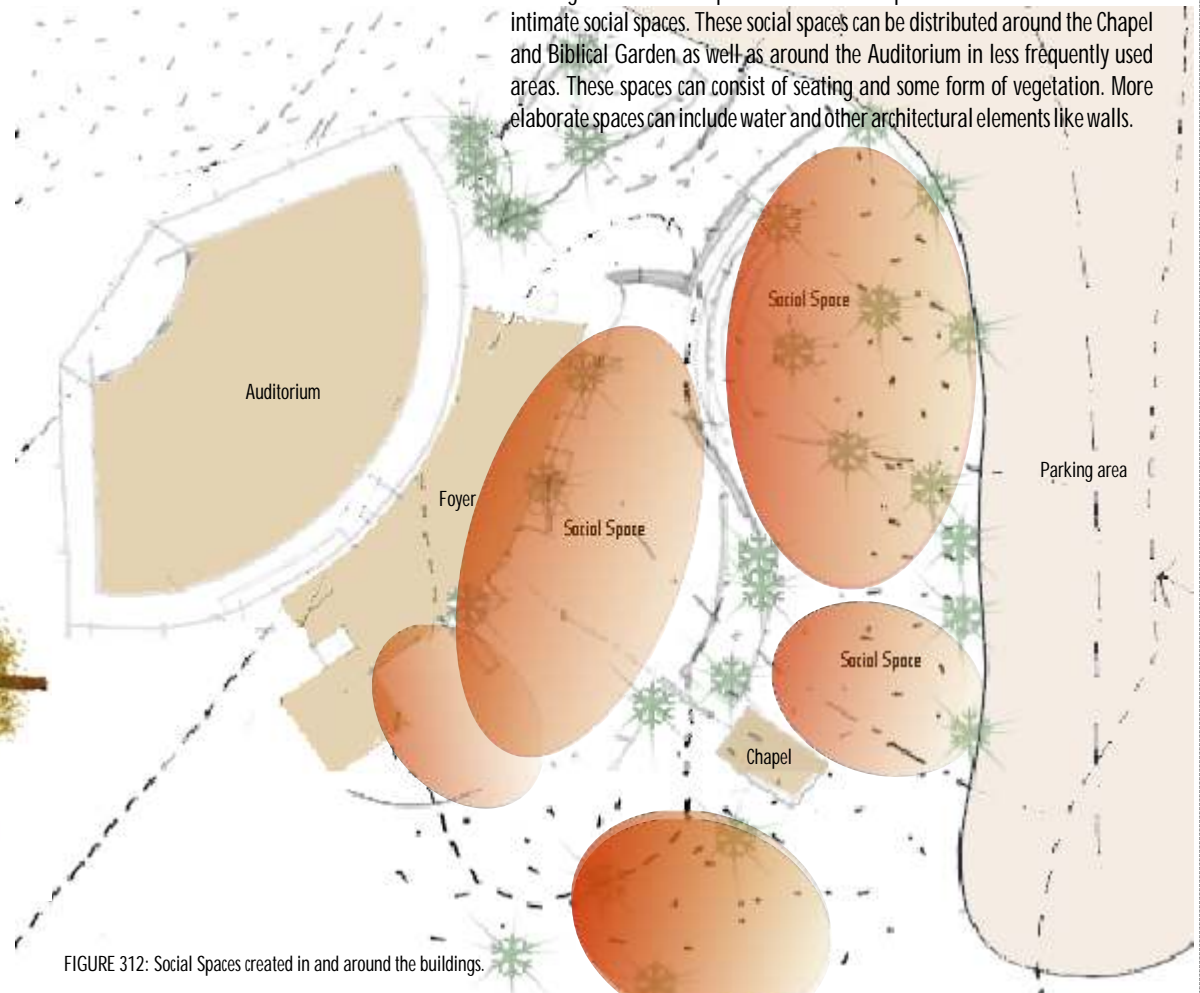 intimate social spaces. These social spaces can be distributed around the Chapel
and Biblical Garden as well as around the Auditorium in less frequently used
areas. These spaces can consist of seating and some form of vegetation. More
elaborate spaces can include water and other architectural elements like walls.
Social Space
Auditorium
Parking area
Foyer
Social Space
Social Space
Chapel
FIGURE 312: Social Spaces created in and around the buildings.